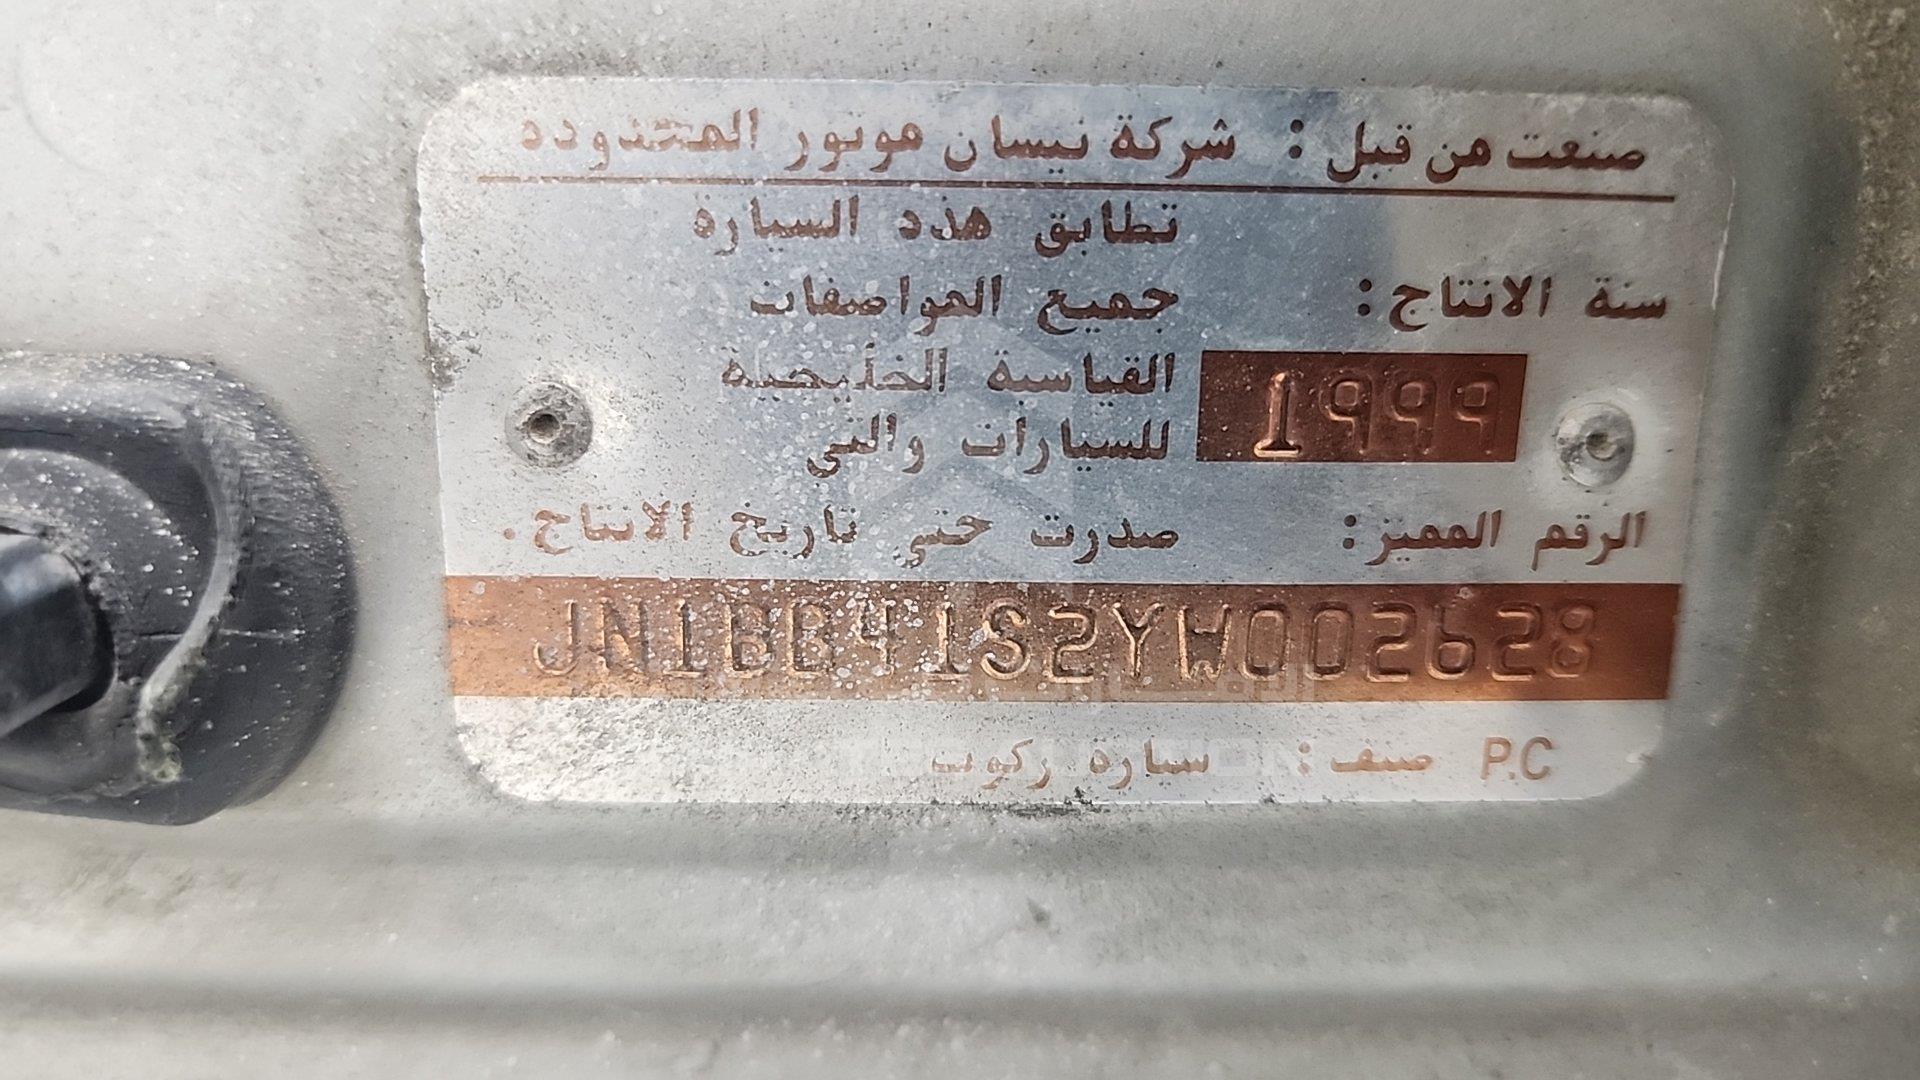 صنعت من قبل : شركة نيسان موتور المحدودة
تطابق هذه السيارة
سنة الانتاج : جميع المواصفات
1999 القياسية الخليجية
للسيارات والتي
الرقم المميز : صدرت حتى تاريخ الانتاج .
JN1BB41S2YW002628
P.C صنف : سيارة ركوب